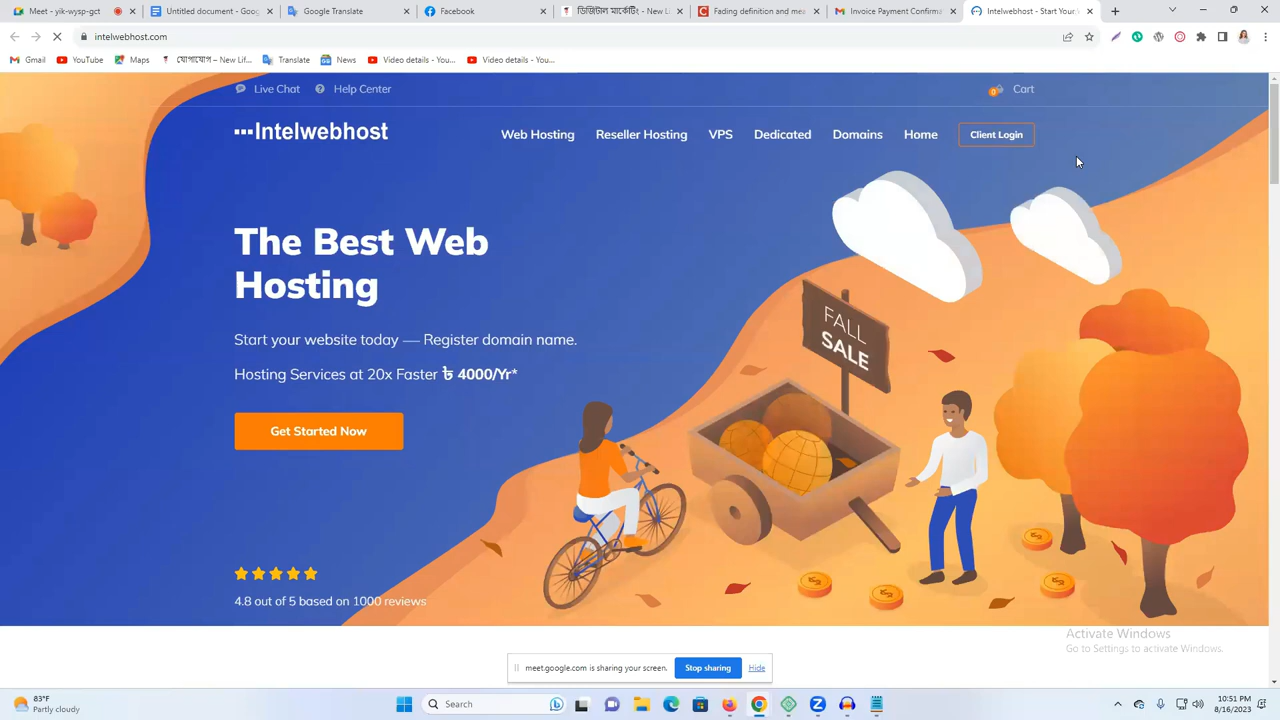 Meet - yik-wysp-gct
Untitled document - Goog
Google Translate
Facebook
ডিজিটাল মার্কেটিং - New L
Fading definition and me
Invoice Payment Confirma
Intelwebhost - Start Your
intelwebhost.com
Gmail
YouTube
Maps
যোগাযোগ – New Lif...
Translate
News
Video details - You...
Video details - You...
Live Chat
Help Center
0
Cart
Intelwebhost
Web Hosting
Reseller Hosting
VPS
Dedicated
Domains
Home
Client Login
The Best Web
Hosting
Start your website today — Register domain name.
Hosting Services at 20x Faster ৳ 4000/Yr*
Get Started Now
FALL
SALE
4.8 out of 5 based on 1000 reviews
Activate Windows
Go to Settings to activate Windows.
meet.google.com is sharing your screen.
Stop sharing
Hide
83°F
Partly cloudy
Search
10:51 PM
8/16/2023